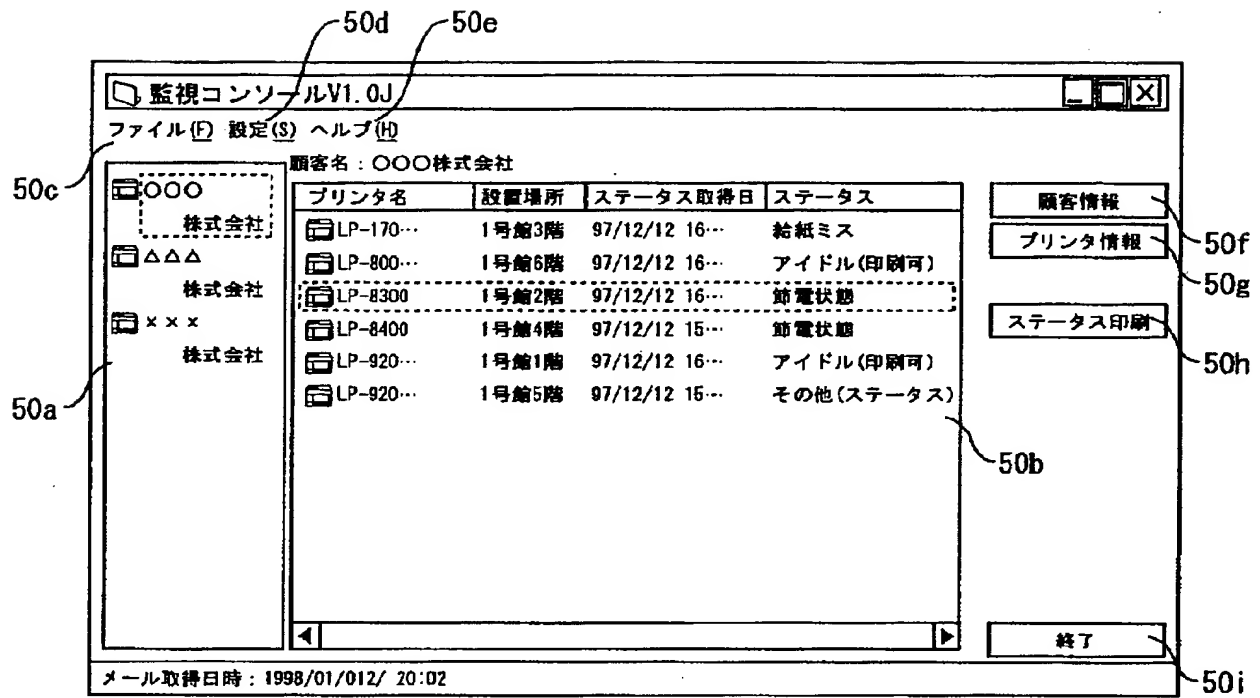 50d 50e
監視コンソールV1.0J
ファイル(F) 設定(S) ヘルプ(H)
50c
顧客名：○○○株式会社
○○○
株式会社
△△△
株式会社
×××
株式会社
50a
プリンタ名 設置場所 ステータス取得日 ステータス
LP-170… 1号館3階 97/12/12 16… 給紙ミス
LP-800… 1号館6階 97/12/12 16… アイドル(印刷可)
LP-8300 1号館2階 97/12/12 16… 節電状態
LP-8400 1号館4階 97/12/12 15… 節電状態
LP-920… 1号館1階 97/12/12 16… アイドル(印刷可)
LP-920… 1号館5階 97/12/12 15… その他(ステータス)
50b
顧客情報
50f
プリンタ情報
50g
ステータス印刷
50h
終了
50i
メール取得日時：1998/01/012/ 20:02